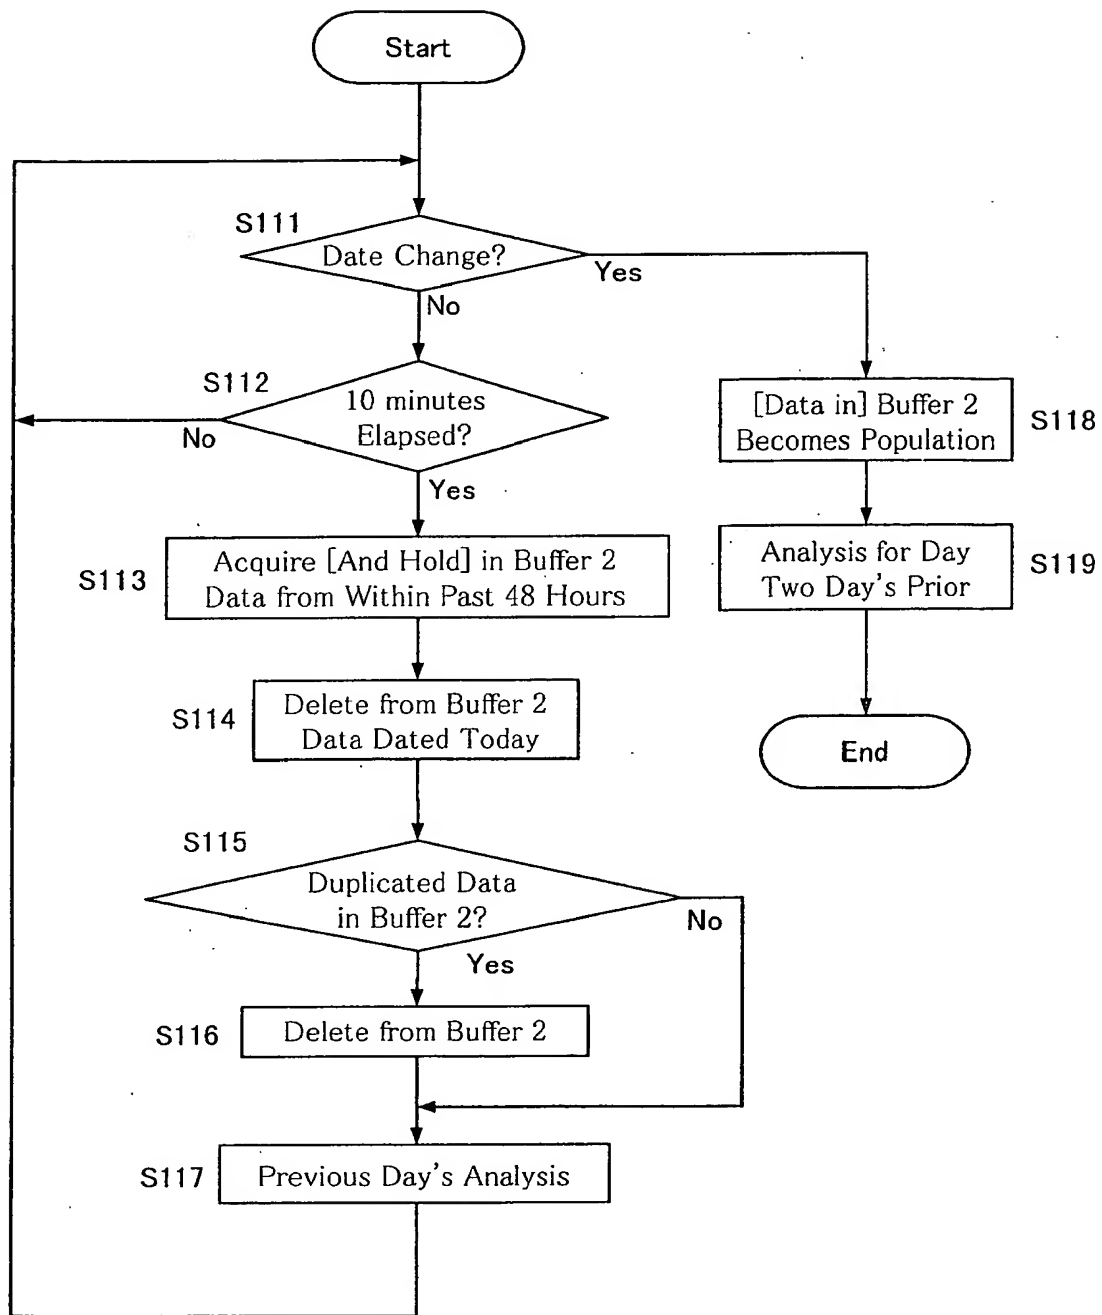 Start
S111
Date Change?
Yes
No
S112
10 minutes
Elapsed?
No
Yes
[Data in] Buffer 2
Becomes Population
S118
S113
Acquire [And Hold] in Buffer 2
Data from Within Past 48 Hours
Analysis for Day
Two Day's Prior
S119
S114
Delete from Buffer 2
Data Dated Today
End
S115
Duplicated Data
in Buffer 2?
No
Yes
S116
Delete from Buffer 2
S117
Previous Day's Analysis